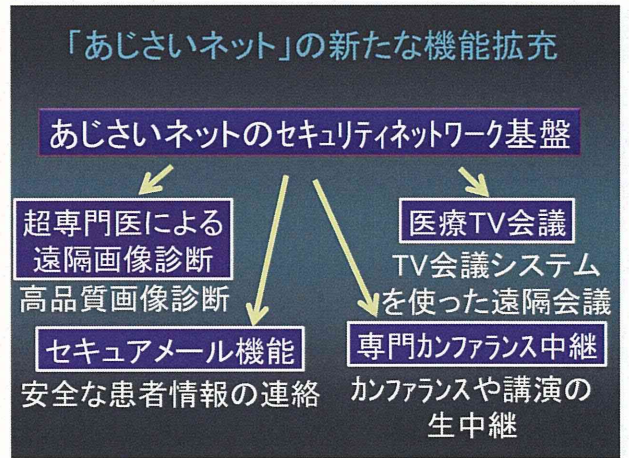 「あじさいネット」の新たな機能拡充
あじさいネットのセキュリティネットワーク基盤
超専門医による
遠隔画像診断
高品質画像診断
医療TV会議
TV会議システム
を使った遠隔会議
セキュアメール機能
安全な患者情報の連絡
専門カンファランス中継
カンファランスや講演の
生中継